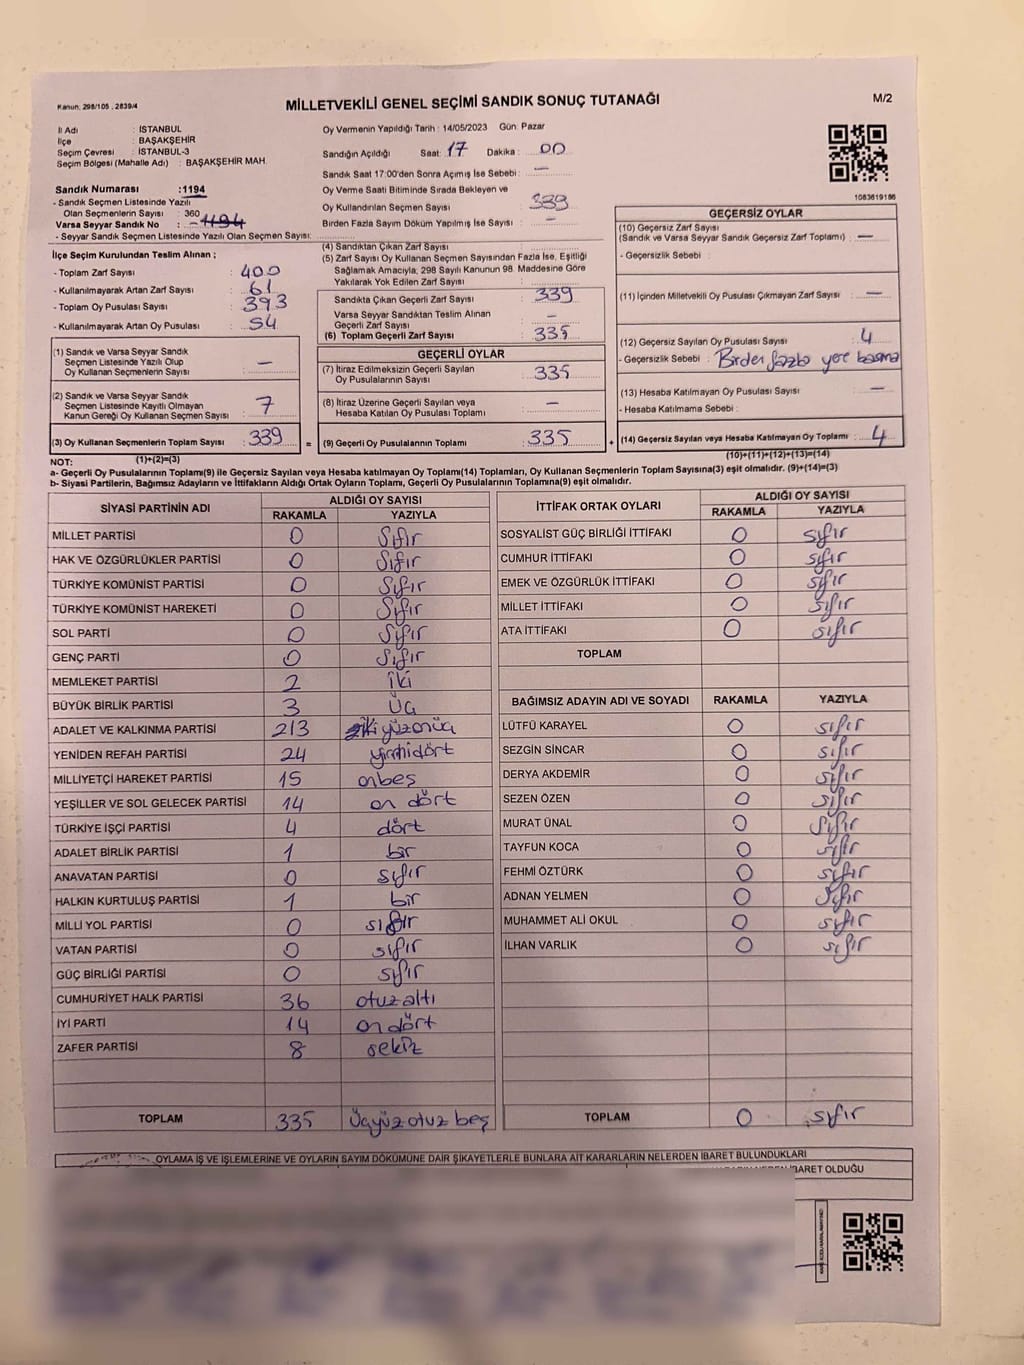 Kanun, 298/105 , 2839/4
MİLLETVEKİLİ GENEL SEÇİMİ SANDIK SONUÇ TUTANAĞI
M/2
İl Adı : İSTANBUL
İlçe : BAŞAKŞEHİR
Seçim Çevresi : İSTANBUL-3
Seçim Bölgesi (Mahalle Adı) : BAŞAKŞEHİR MAH.
Sandık Numarası :1194
- Sandık Seçmen Listesinde Yazılı
Olan Seçmenlerin Sayısı : 360
Varsa Seyyar Sandık No : 1194
- Seyyar Sandık Seçmen Listesinde Yazılı Olan Seçmen Sayısı:
Oy Vermenin Yapıldığı Tarih : 14/05/2023 Gün: Pazar
Sandığın Açıldığı Saat: 17 Dakika : 00
Sandık Saat 17:00'den Sonra Açımış İse Sebebi : —
Oy Verme Saati Bitiminde Sırada Bekleyen ve
Oy Kullandırılan Seçmen Sayısı : 339
Birden Fazla Sayım Döküm Yapılmış İse Sayısı : —
1083619186
İlçe Seçim Kurulundan Teslim Alınan ;
- Toplam Zarf Sayısı : 400
- Kullanılmayarak Artan Zarf Sayısı : 61
- Toplam Oy Pusulası Sayısı : 393
- Kullanılmayarak Artan Oy Pusulası : 54
(1) Sandık ve Varsa Seyyar Sandık
Seçmen Listesinde Yazılı Olup
Oy Kullanan Seçmenlerin Sayısı : —
(2) Sandık ve Varsa Seyyar Sandık
Seçmen Listesinde Kayıtlı Olmayan
Kanun Gereği Oy Kullanan Seçmen Sayısı : 7
(3) Oy Kullanan Seçmenlerin Toplam Sayısı : 339
(1)+(2)=(3)
(4) Sandıktan Çıkan Zarf Sayısı :
(5) Zarf Sayısı Oy Kullanan Seçmen Sayısından Fazla İse, Eşitliği
Sağlamak Amacıyla; 298 Sayılı Kanunun 98. Maddesine Göre
Yakılarak Yok Edilen Zarf Sayısı :
Sandıkta Çıkan Geçerli Zarf Sayısı : 339
Varsa Seyyar Sandıktan Teslim Alınan
Geçerli Zarf Sayısı : —
(6) Toplam Geçerli Zarf Sayısı : 335
GEÇERLİ OYLAR
(7) İtiraz Edilmeksizin Geçerli Sayılan
Oy Pusulalarının Sayısı : 335
(8) İtiraz Üzerine Geçerli Sayılan veya
Hesaba Katılan Oy Pusulası Toplamı : —
= (9) Geçerli Oy Pusulalarının Toplamı : 335 +
GEÇERSİZ OYLAR
(10) Geçersiz Zarf Sayısı
(Sandık ve Varsa Seyyar Sandık Geçersiz Zarf Toplamı) : —
- Geçersizlik Sebebi :
(11) İçinden Milletvekili Oy Pusulası Çıkmayan Zarf Sayısı : —
(12) Geçersiz Sayılan Oy Pusulası Sayısı : 4
- Geçersizlik Sebebi : Birden fazla yere basma
(13) Hesaba Katılmayan Oy Pusulası Sayısı : —
- Hesaba Katılmama Sebebi :
(14) Geçersiz Sayılan veya Hesaba Katılmayan Oy Toplamı : 4
(10)+(11)+(12)+(13)=(14)
NOT:
a- Geçerli Oy Pusulalarının Toplamı(9) ile Geçersiz Sayılan veya Hesaba katılmayan Oy Toplamı(14) Toplamları, Oy Kullanan Seçmenlerin Toplam Sayısına(3) eşit olmalıdır. (9)+(14)=(3)
b- Siyasi Partilerin, Bağımsız Adayların ve İttifakların Aldığı Ortak Oyların Toplamı, Geçerli Oy Pusulalarının Toplamına(9) eşit olmalıdır.
SİYASİ PARTİNİN ADI ALDIĞI OY SAYISI
RAKAMLA YAZIYLA
MİLLET PARTİSİ 0 Sıfır
HAK VE ÖZGÜRLÜKLER PARTİSİ 0 Sıfır
TÜRKİYE KOMÜNİST PARTİSİ 0 Sıfır
TÜRKİYE KOMÜNİST HAREKETİ 0 Sıfır
SOL PARTİ 0 Sıfır
GENÇ PARTİ 0 Sıfır
MEMLEKET PARTİSİ 2 iki
BÜYÜK BİRLİK PARTİSİ 3 üç
ADALET VE KALKINMA PARTİSİ 213 ikiyüzonüç
YENİDEN REFAH PARTİSİ 24 yirmidört
MİLLİYETÇİ HAREKET PARTİSİ 15 onbeş
YEŞİLLER VE SOL GELECEK PARTİSİ 14 on dört
TÜRKİYE İŞÇİ PARTİSİ 4 dört
ADALET BİRLİK PARTİSİ 1 bir
ANAVATAN PARTİSİ 0 sıfır
HALKIN KURTULUŞ PARTİSİ 1 bir
MİLLİ YOL PARTİSİ 0 sıfır
VATAN PARTİSİ 0 sıfır
GÜÇ BİRLİĞİ PARTİSİ 0 sıfır
CUMHURİYET HALK PARTİSİ 36 otuz altı
İYİ PARTİ 14 on dört
ZAFER PARTİSİ 8 sekiz
TOPLAM 335 Üçyüz otuz beş
İTTİFAK ORTAK OYLARI ALDIĞI OY SAYISI
RAKAMLA YAZIYLA
SOSYALİST GÜÇ BİRLİĞİ İTTİFAKI 0 sıfır
CUMHUR İTTİFAKI 0 sıfır
EMEK VE ÖZGÜRLÜK İTTİFAKI 0 sıfır
MİLLET İTTİFAKI 0 sıfır
ATA İTTİFAKI 0 sıfır
TOPLAM
BAĞIMSIZ ADAYIN ADI VE SOYADI RAKAMLA YAZIYLA
LÜTFÜ KARAYEL 0 sıfır
SEZGİN SİNCAR 0 sıfır
DERYA AKDEMİR 0 sıfır
SEZEN ÖZEN 0 sıfır
MURAT ÜNAL 0 sıfır
TAYFUN KOCA 0 sıfır
FEHMİ ÖZTÜRK 0 sıfır
ADNAN YELMEN 0 sıfır
MUHAMMET ALİ OKUL 0 sıfır
İLHAN VARLIK 0 sıfır
TOPLAM 0 sıfır
OYLAMA İŞ VE İŞLEMLERİNE VE OYLARIN SAYIM DÖKÜMÜNE DAİR ŞİKAYETLERLE BUNLARA AİT KARARLARIN NELERDEN İBARET BULUNDUKLARI
İBARET OLDUĞU